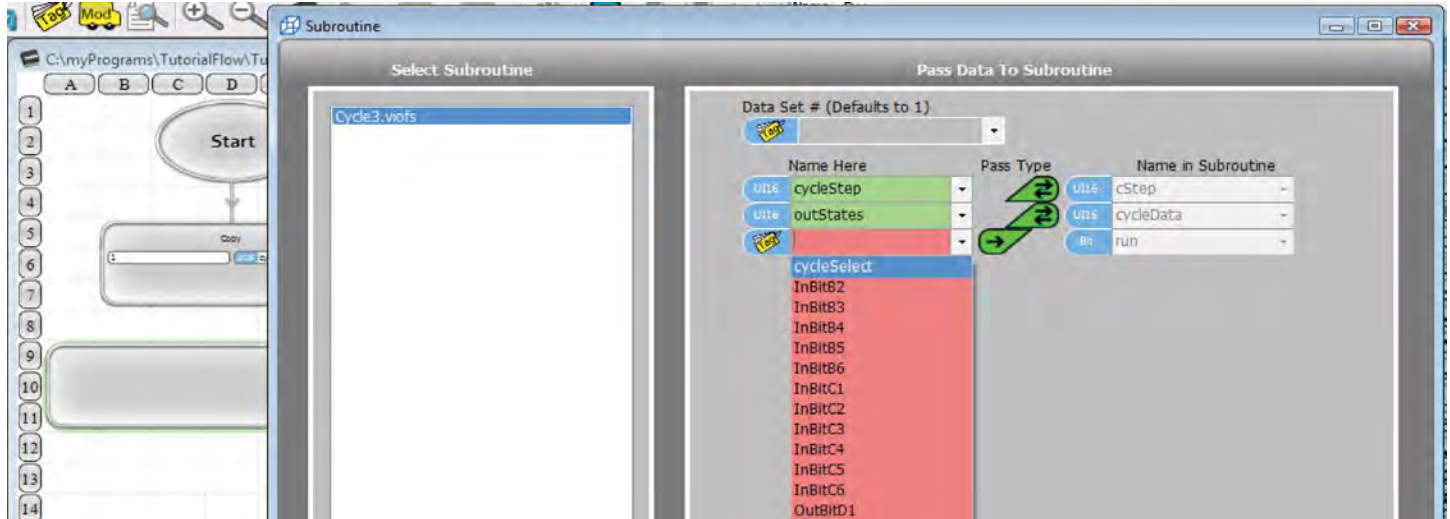 Tag Mod
Subroutine
C:\myPrograms\TutorialFlow\Tu
A B C D
1
2
3
4
5
6
7
8
9
10
11
12
13
14
Start
Copy
1
Select Subroutine
Cycle3.viofs
Pass Data To Subroutine
Data Set # (Defaults to 1)
Tag
Name Here Pass Type Name in Subroutine
UI16 cycleStep UI16 cStep
UI16 outStates UI16 cycleData
Tag Bit run
cycleSelect
InBitB2
InBitB3
InBitB4
InBitB5
InBitB6
InBitC1
InBitC2
InBitC3
InBitC4
InBitC5
InBitC6
OutBitD1